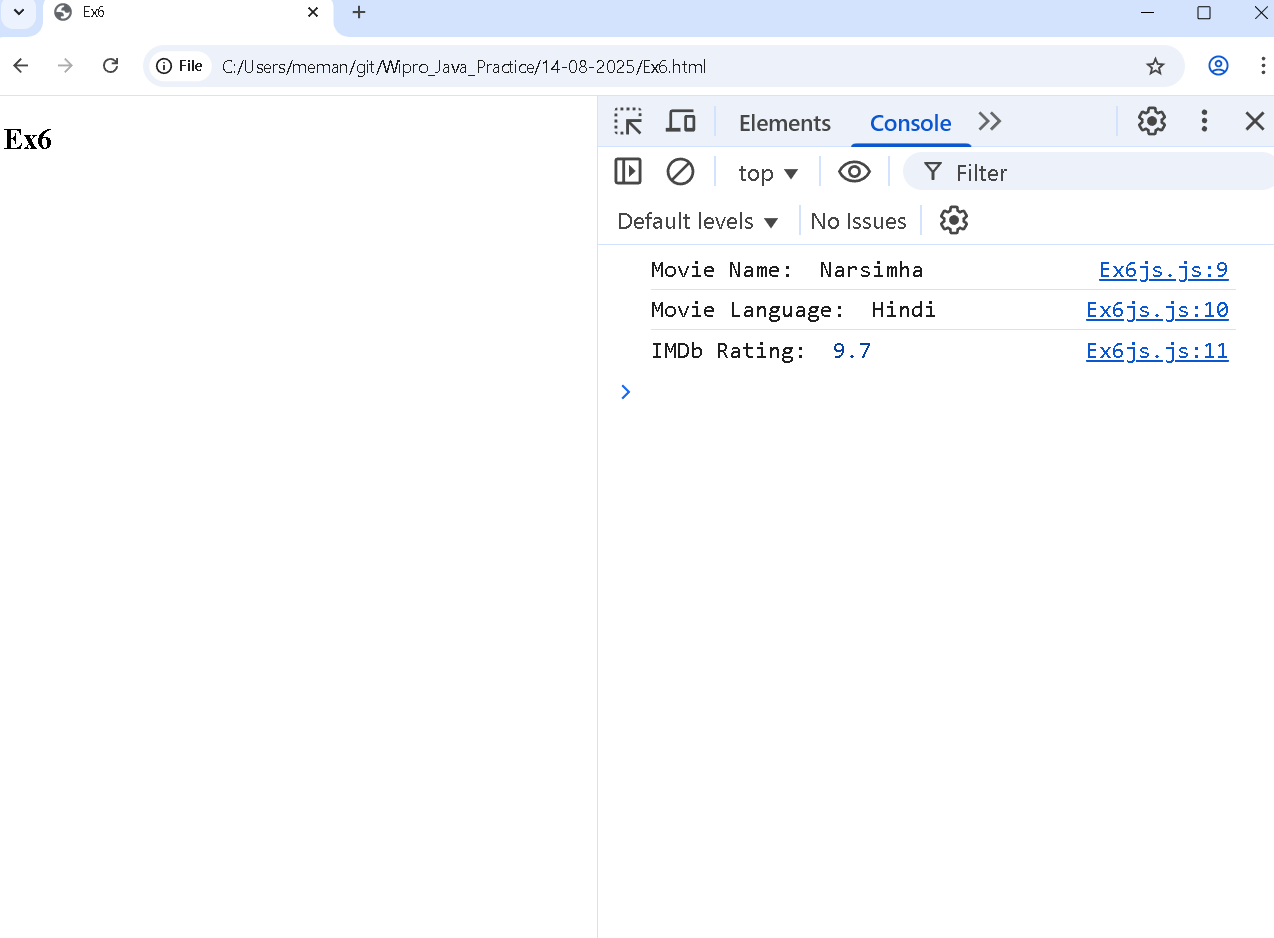 Ex6
File C:/Users/meman/git/Wipro_Java_Practice/14-08-2025/Ex6.html
Ex6
Elements Console
top Filter
Default levels No Issues
Movie Name:  Narsimha Ex6js.js:9
Movie Language:  Hindi Ex6js.js:10
IMDb Rating:  9.7 Ex6js.js:11